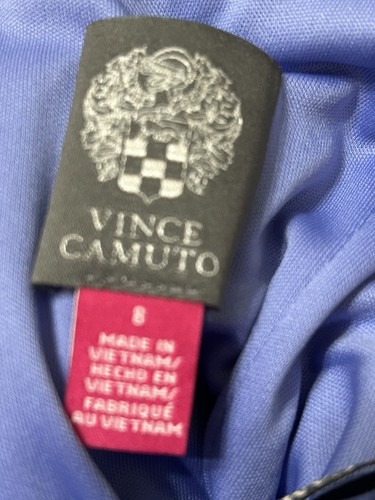 VINCE
CAMUTO
8
MADE IN
VIETNAM/
HECHO EN
VIETNAM/
FABRIQUÉ
AU VIETNAM